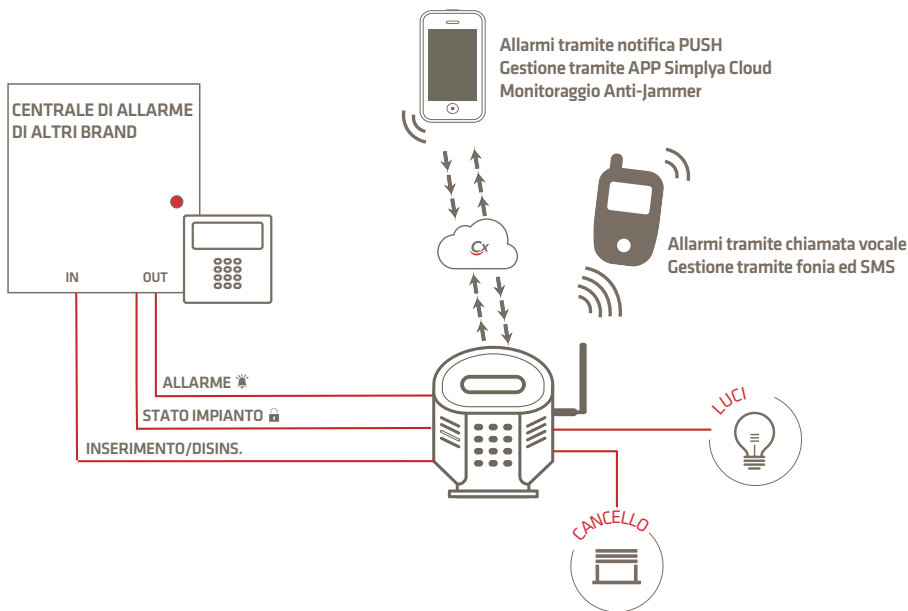 Allarmi tramite notifica PUSH
Gestione tramite APP Simplya Cloud
Monitoraggio Anti-Jammer
CENTRALE DI ALLARME
DI ALTRI BRAND
Cx
Allarmi tramite chiamata vocale
Gestione tramite fonia ed SMS
IN
OUT
ALLARME
STATO IMPIANTO
INSERIMENTO/DISINS.
LUCI
CANCELLO